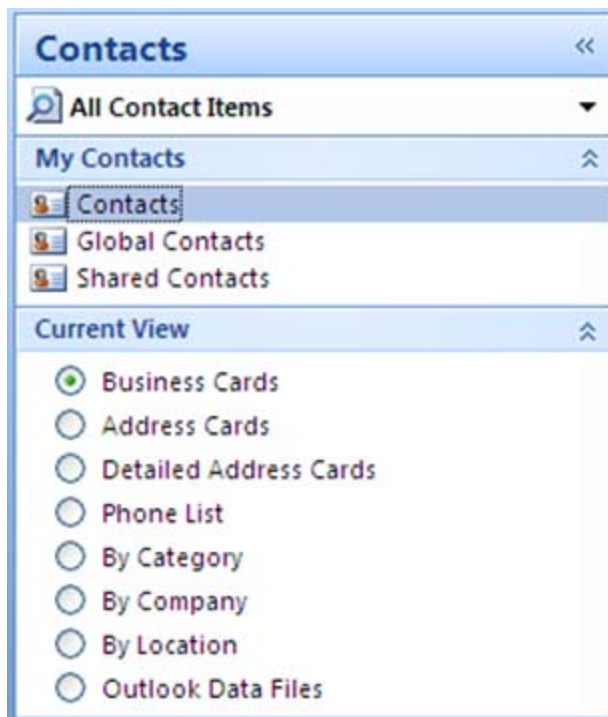 Contacts
All Contact Items
My Contacts
Contacts
Global Contacts
Shared Contacts
Current View
Business Cards
Address Cards
Detailed Address Cards
Phone List
By Category
By Company
By Location
Outlook Data Files